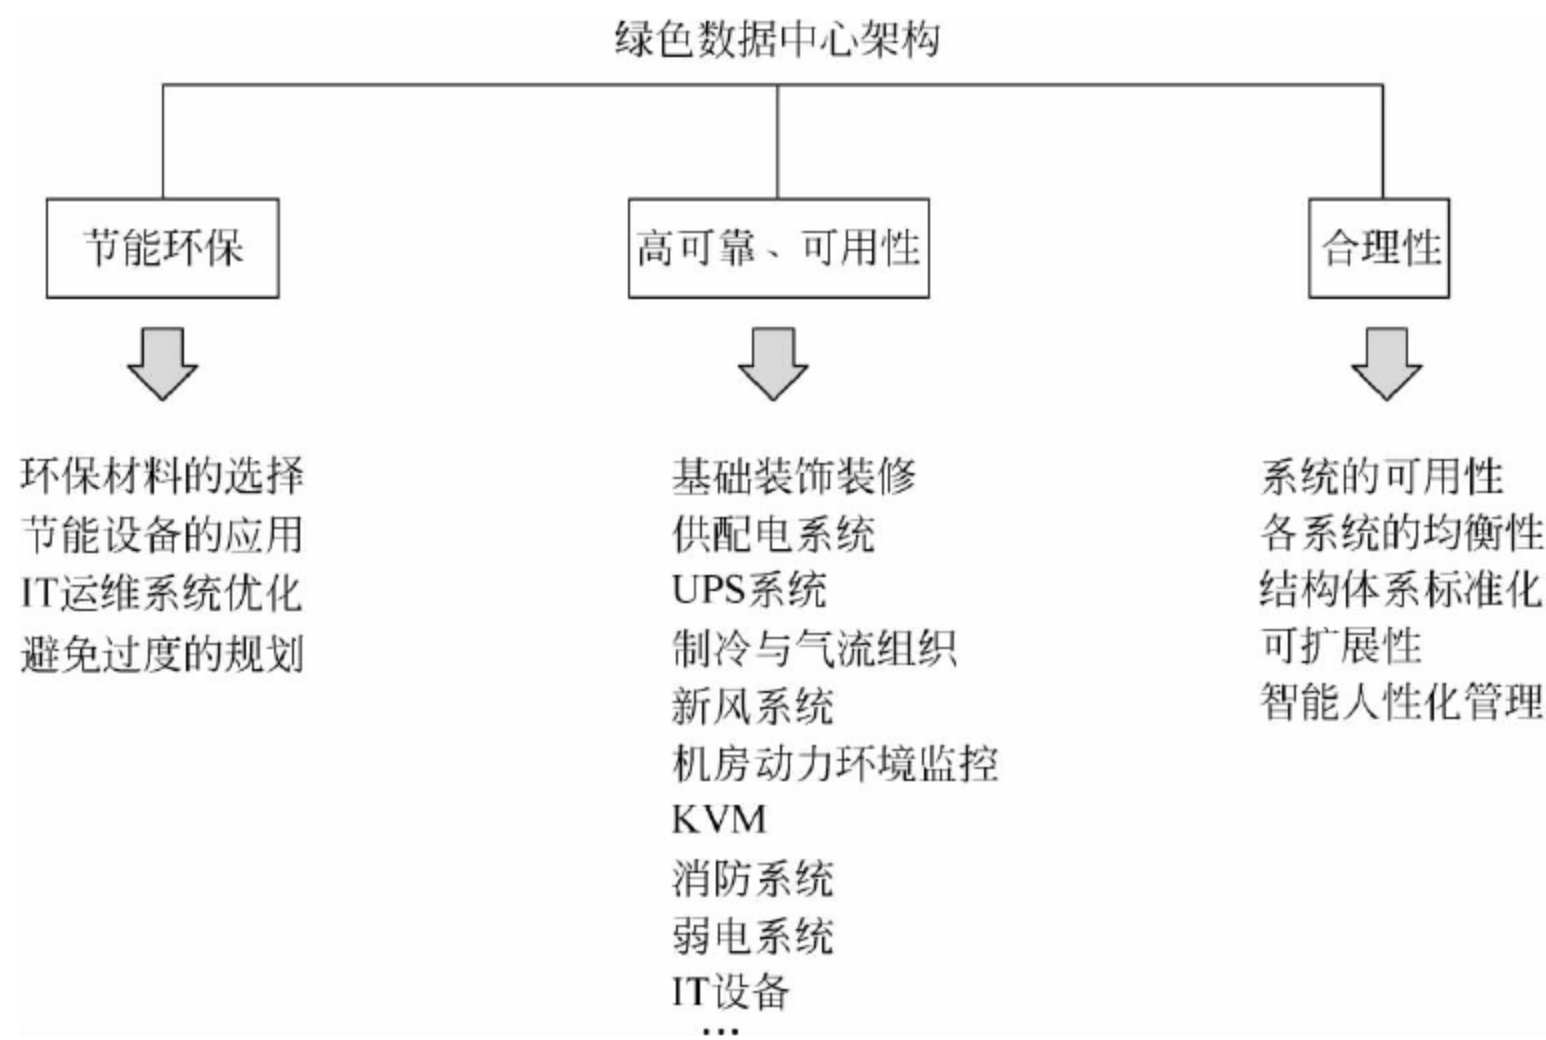 绿色数据中心架构
节能环保
高可靠、可用性
合理性
环保材料的选择
节能设备的应用
IT运维系统优化
避免过度的规划
基础装饰装修
供配电系统
UPS系统
制冷与气流组织
新风系统
机房动力环境监控
KVM
消防系统
弱电系统
IT设备
…
系统的可用性
各系统的均衡性
结构体系标准化
可扩展性
智能人性化管理